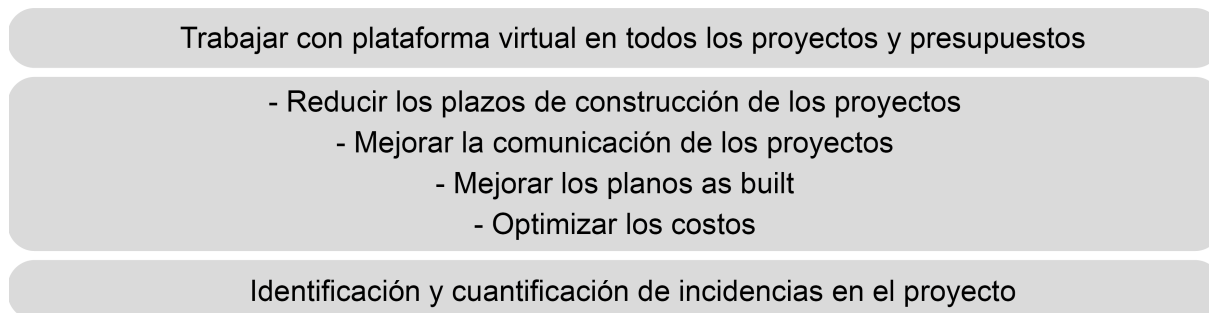 Trabajar con plataforma virtual en todos los proyectos y presupuestos
- Reducir los plazos de construcción de los proyectos
- Mejorar la comunicación de los proyectos
- Mejorar los planos as built
- Optimizar los costos
Identificación y cuantificación de incidencias en el proyecto